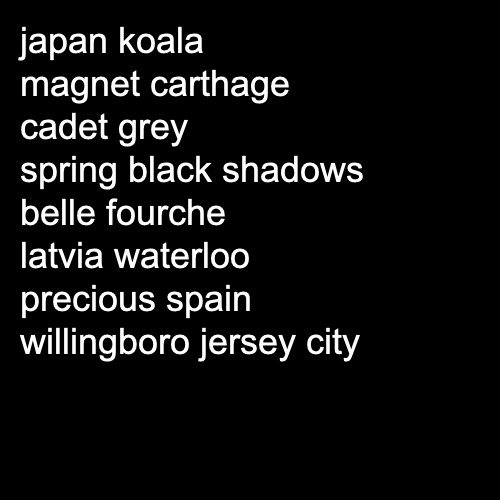 japan koala
magnet carthage
cadet grey
spring black shadows
belle fourche
latvia waterloo
precious spain
willingboro jersey city